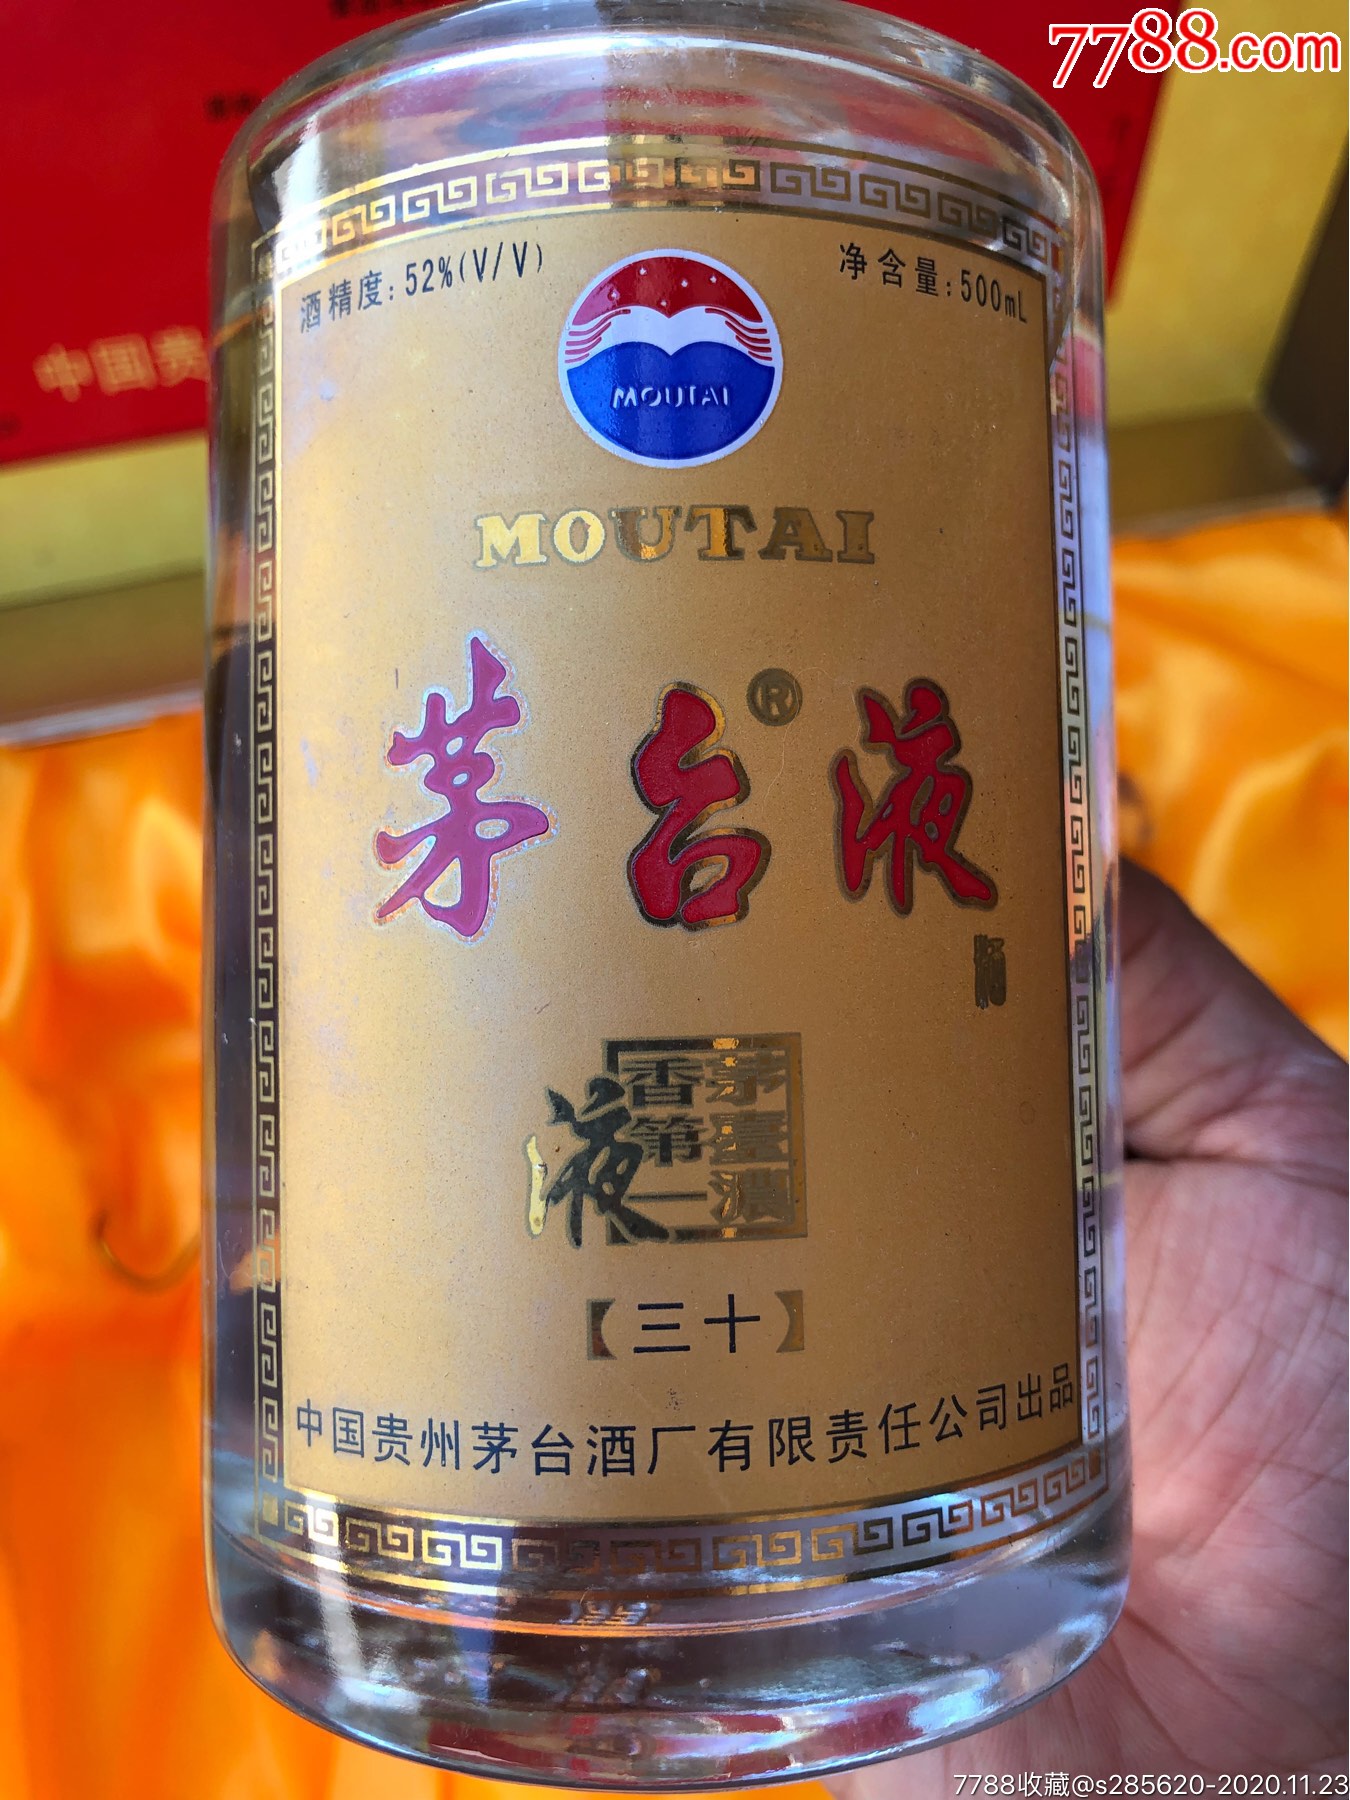 7788.com
中国贵
酒精度:52%(V/V)
净含量:500mL
MOUTAI
MOUTAI
茅台®液
酒
液
茅臺濃
香第一
【三十】
中国贵州茅台酒厂有限责任公司出品
7788收藏@s285620-2020.11.23